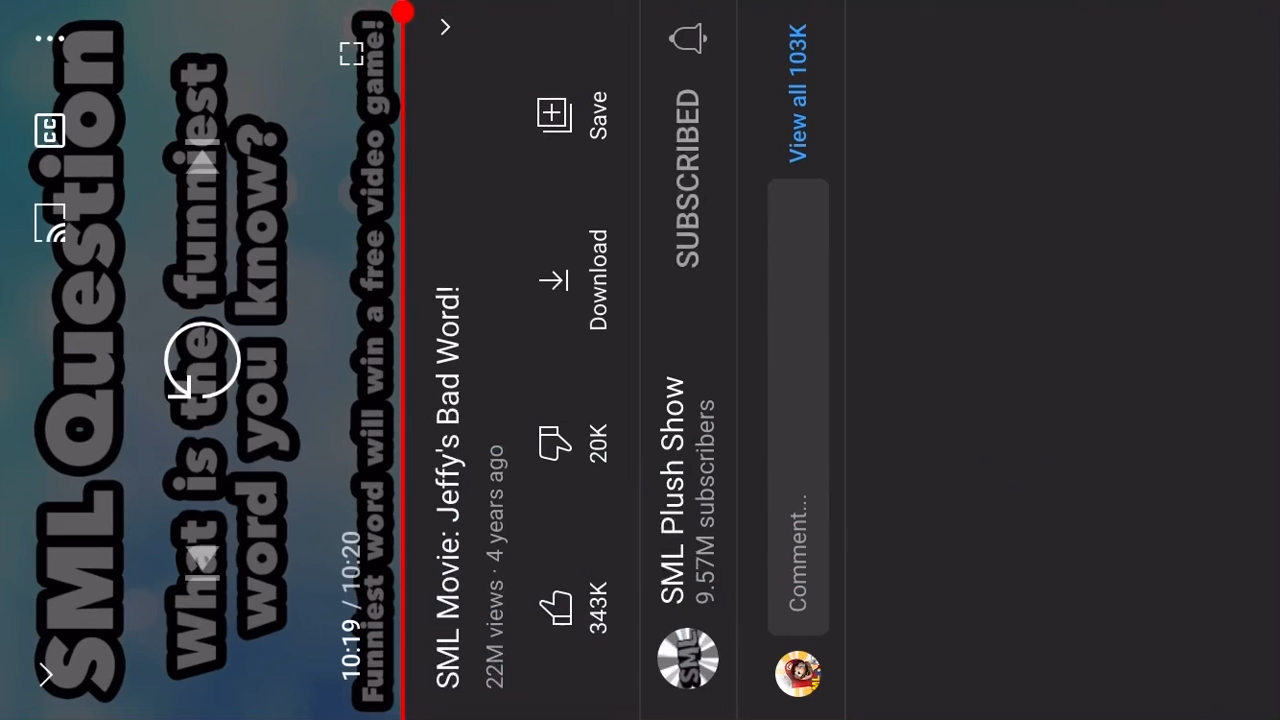 CC
SML Question
What is the funniest
word you know?
10:19 / 10:20
Funniest word will win a free video game!
SML Movie: Jeffy's Bad Word!
22M views · 4 years ago
343K
20K
Download
Save
SML
SML Plush Show
9.57M subscribers
SUBSCRIBED
Comment...
View all 103K